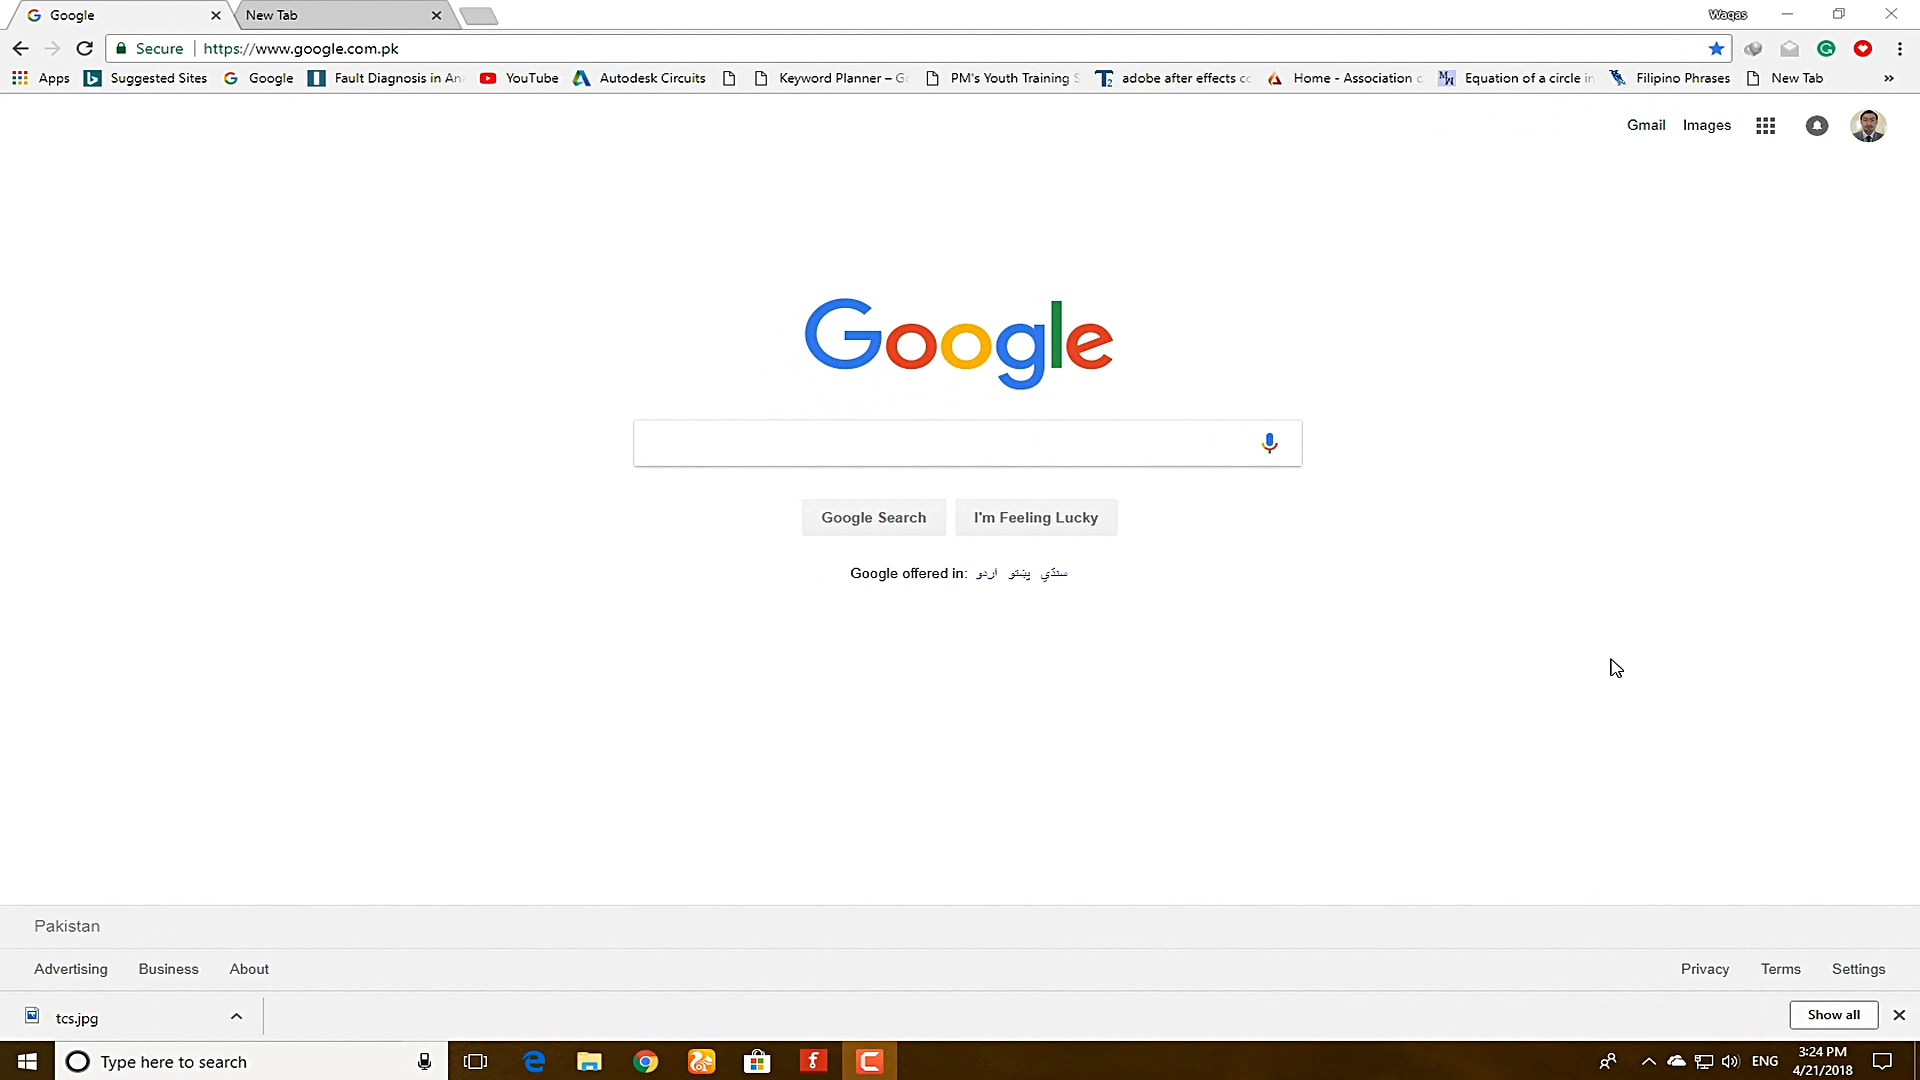 Google
New Tab
Waqas
Secure
https://www.google.com.pk
Apps
Suggested Sites
Google
Fault Diagnosis in An
YouTube
Autodesk Circuits
Keyword Planner – G
PM's Youth Training S
adobe after effects co
Home - Association c
Equation of a circle in
Filipino Phrases
New Tab
»
Gmail
Images
Google
Google Search
I'm Feeling Lucky
Google offered in: اردو پښتو سنڌي
Pakistan
Advertising
Business
About
Privacy
Terms
Settings
tcs.jpg
Show all
Type here to search
ENG
3:24 PM
4/21/2018